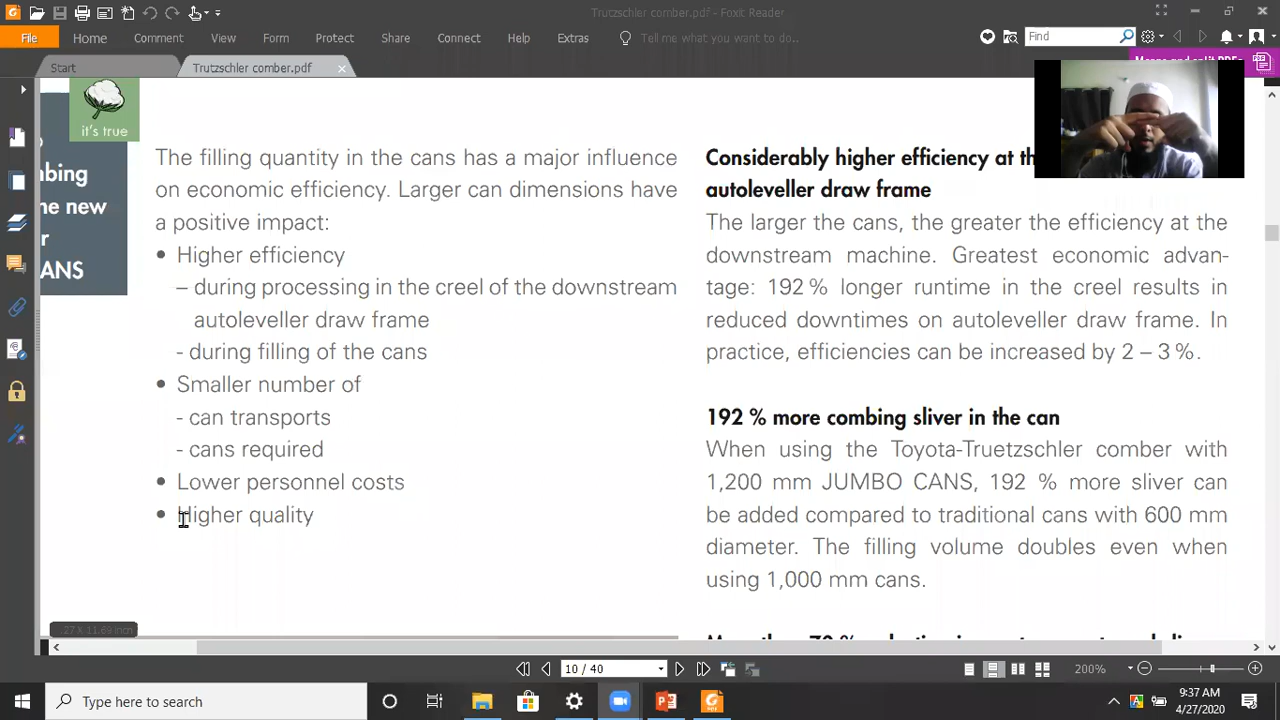 Trutzschler comber.pdf - Foxit Reader
File Home Comment View Form Protect Share Connect Help Extras Tell me what you want to do... Find
Start Trutzschler comber.pdf
it's true
bing
he new
r
ANS
The filling quantity in the cans has a major influence
on economic efficiency. Larger can dimensions have
a positive impact:
• Higher efficiency
– during processing in the creel of the downstream
autoleveller draw frame
- during filling of the cans
• Smaller number of
- can transports
- cans required
• Lower personnel costs
• Higher quality
Considerably higher efficiency at th
autoleveller draw frame
The larger the cans, the greater the efficiency at the
downstream machine. Greatest economic advan-
tage: 192 % longer runtime in the creel results in
reduced downtimes on autoleveller draw frame. In
practice, efficiencies can be increased by 2 – 3 %.
192 % more combing sliver in the can
When using the Toyota-Truetzschler comber with
1,200 mm JUMBO CANS, 192 % more sliver can
be added compared to traditional cans with 600 mm
diameter. The filling volume doubles even when
using 1,000 mm cans.
10 / 40
200%
Type here to search
9:37 AM
4/27/2020